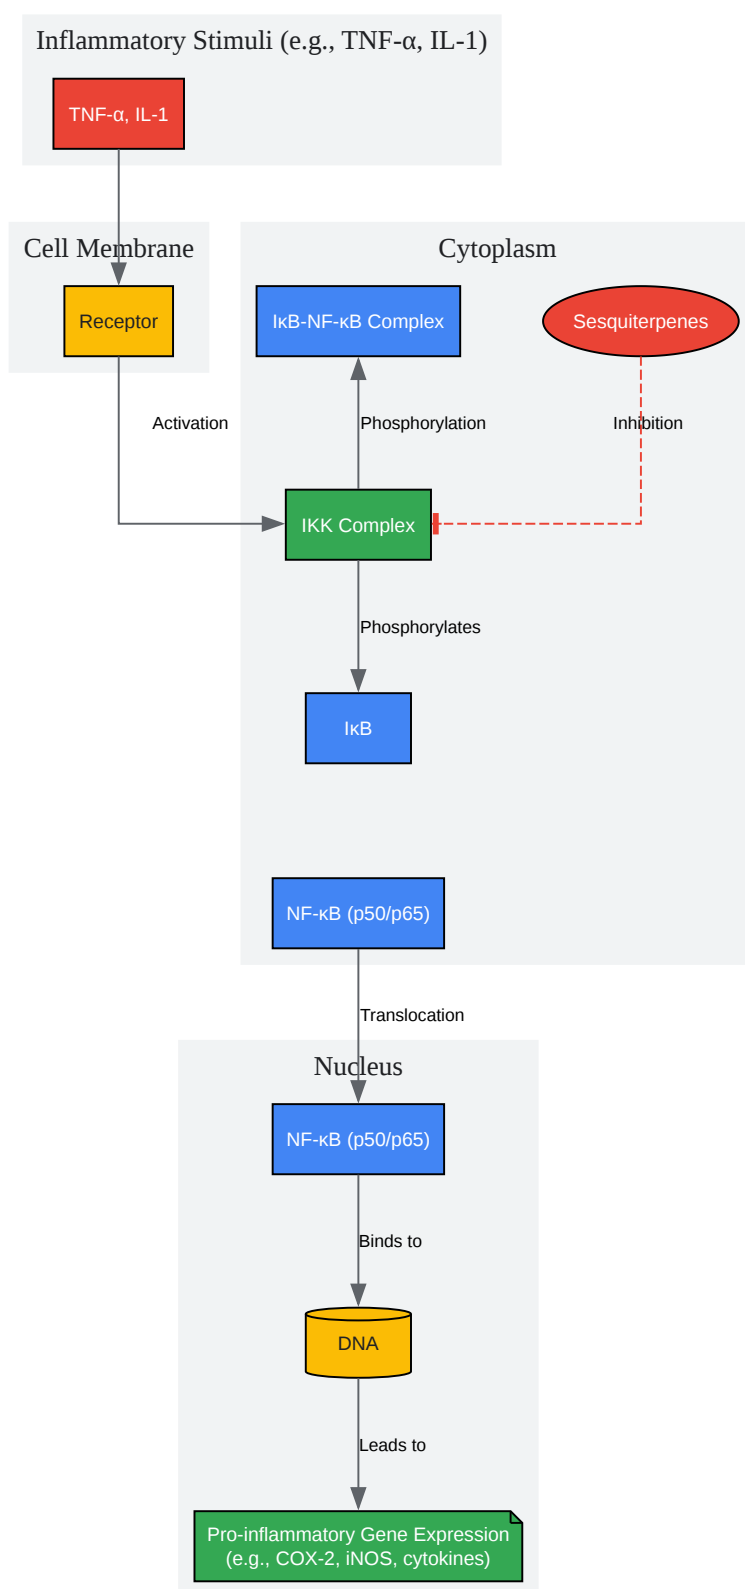 Inflammatory Stimuli (e.g., TNF-α, IL-1)
TNF-α, IL-1
Cell Membrane
Cytoplasm
Receptor
IκB-NF-κB Complex
Sesquiterpenes
Activation
Phosphorylation
Inhibition
IKK Complex
Phosphorylates
IκB
NF-κB (p50/p65)
Translocation
Nucleus
NF-κB (p50/p65)
Binds to
DNA
Leads to
Pro-inflammatory Gene Expression
(e.g., COX-2, iNOS, cytokines)